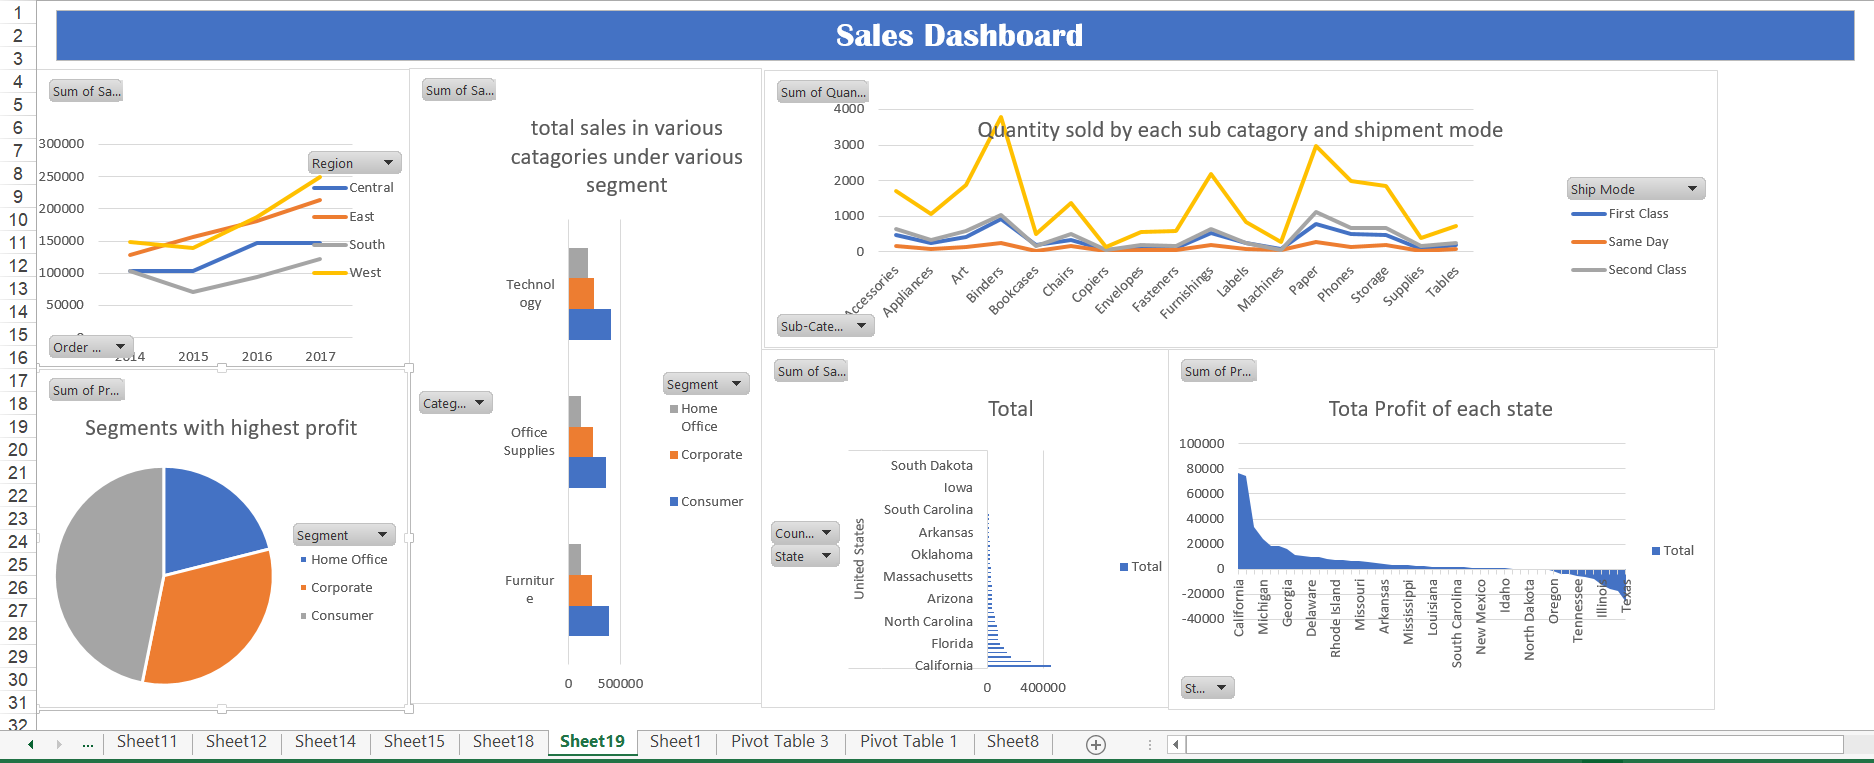 Sales Dashboard
1
2
3
4
5
6
7
8
9
10
11
12
13
14
15
16
17
18
19
20
21
22
23
24
25
26
27
28
29
30
31
32
Sum of Sa...
300000
250000
200000
150000
100000
50000
Region
Central
East
South
West
Order ...
2014 2015 2016 2017
Sum of Pr...
Segments with highest profit
Segment
Home Office
Corporate
Consumer
Sum of Sa...
total sales in various
catagories under various
segment
Technol
ogy
Categ...
Office
Supplies
Furnitur
e
0 500000
Segment
Home
Office
Corporate
Consumer
Sum of Quan...
Quantity sold by each sub catagory and shipment mode
4000
3000
2000
1000
0
Accessories
Appliances
Art
Binders
Bookcases
Chairs
Copiers
Envelopes
Fasteners
Furnishings
Labels
Machines
Paper
Phones
Storage
Supplies
Tables
Sub-Cate...
Ship Mode
First Class
Same Day
Second Class
Sum of Sa...
Total
Coun...
State
United States
South Dakota
Iowa
South Carolina
Arkansas
Oklahoma
Massachusetts
Arizona
North Carolina
Florida
California
0 400000
Total
Sum of Pr...
Tota Profit of each state
100000
80000
60000
40000
20000
0
-20000
-40000
California
Michigan
Georgia
Delaware
Rhode Island
Missouri
Arkansas
Mississippi
Louisiana
South Carolina
New Mexico
Idaho
North Dakota
Oregon
Tennessee
Illinois
Texas
St...
Total
... Sheet11 Sheet12 Sheet14 Sheet15 Sheet18 Sheet19 Sheet1 Pivot Table 3 Pivot Table 1 Sheet8